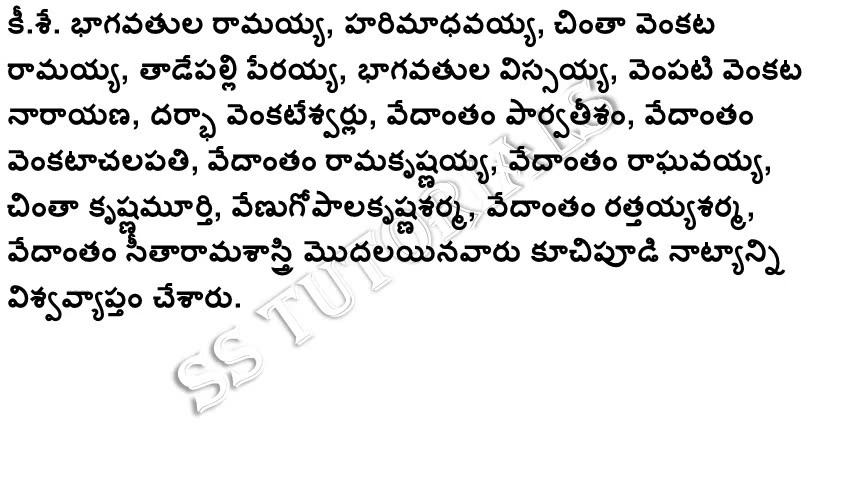 కీ.శే. భాగవతుల రామయ్య, హరిమాధవయ్య, చింతా వెంకట
రామయ్య, తాడేపల్లి పేరయ్య, భాగవతుల విస్సయ్య, వెంపటి వెంకట
నారాయణ, దర్భా వెంకటేశ్వర్లు, వేదాంతం పార్వతీశం, వేదాంతం
వెంకటాచలపతి, వేదాంతం రామకృష్ణయ్య, వేదాంతం రాఘవయ్య,
చింతా కృష్ణమూర్తి, వేణుగోపాలకృష్ణశర్మ, వేదాంతం రత్తయ్యశర్మ,
వేదాంతం సీతారామశాస్త్రి మొదలయినవారు కూచిపూడి నాట్యాన్ని
విశ్వవ్యాప్తం చేశారు.
SS TUTORIALS